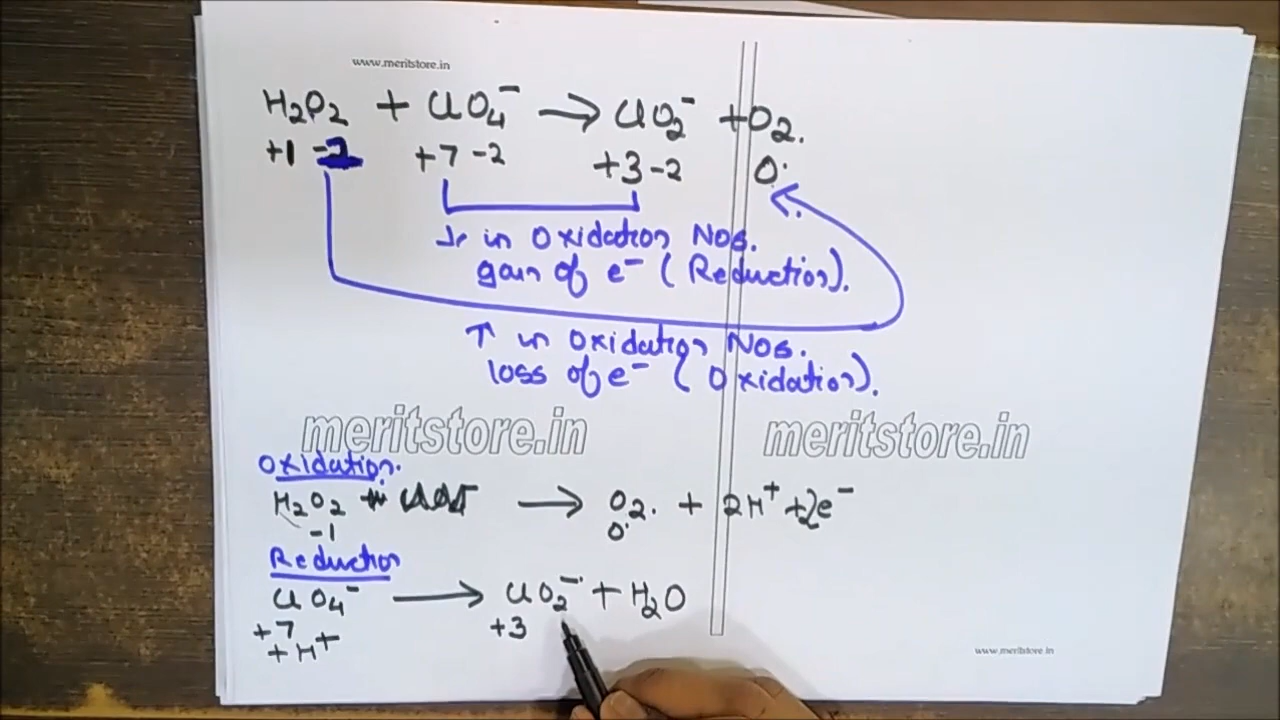 www.meritstore.in
H2O2 + ClO4⁻ → ClO2⁻ + O2.
+1 -1 +7 -2 +3 -2 0.
↓ in Oxidation Nos.
gain of e⁻ ( Reduction).
↑ in Oxidation Nos.
loss of e⁻ ( Oxidation).
meritstore.in meritstore.in
Oxidation.
H2O2 → O2. + 2H⁺ + 2e⁻
-1 0.
Reduction
ClO4⁻ → ClO2⁻ + H2O
+7 +3
+ H⁺
www.meritstore.in